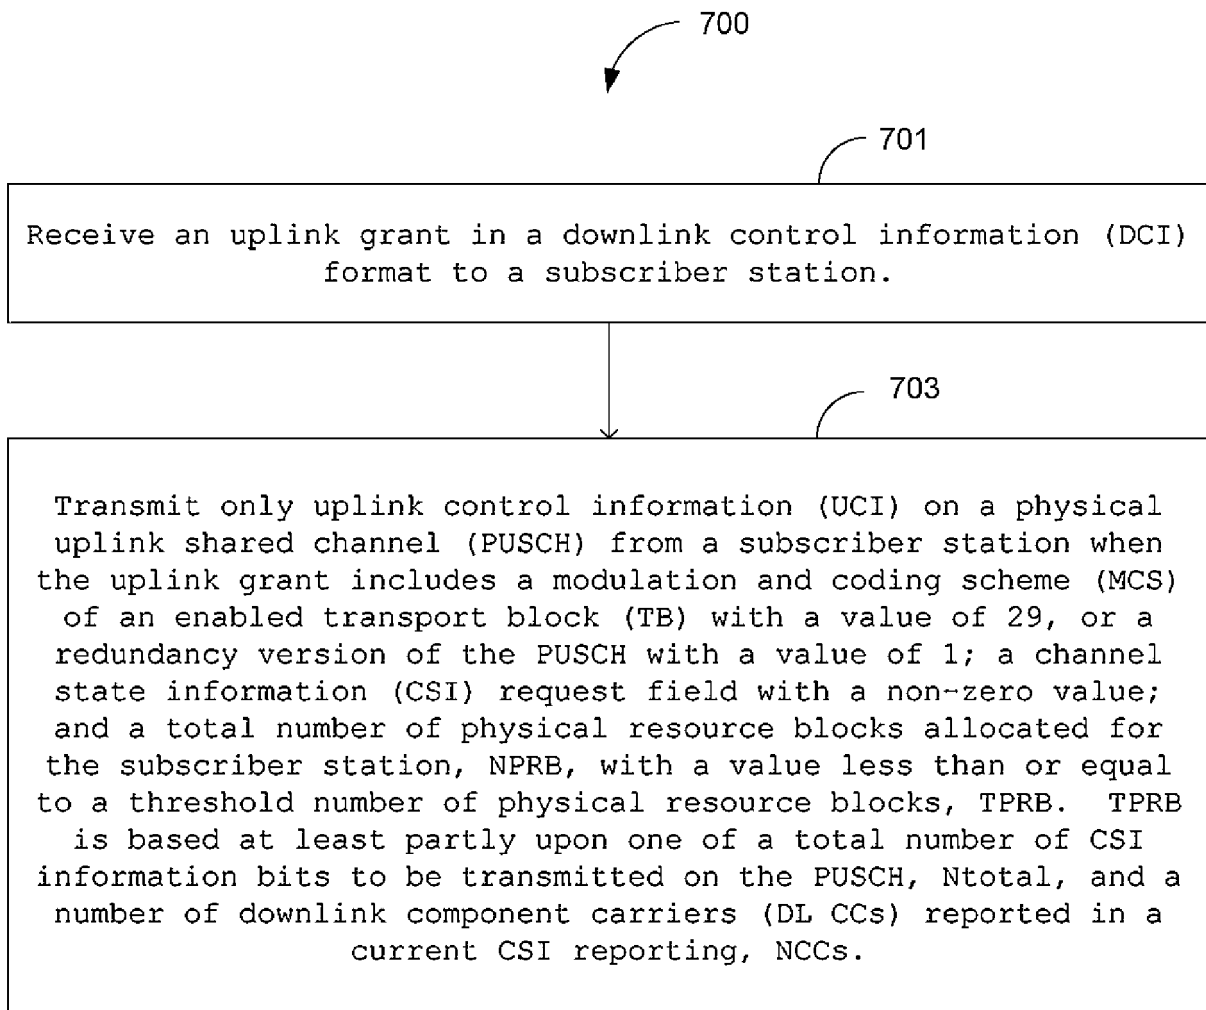 700
701
Receive an uplink grant in a downlink control information (DCI)
format to a subscriber station.
703
Transmit only uplink control information (UCI) on a physical
uplink shared channel (PUSCH) from a subscriber station when
the uplink grant includes a modulation and coding scheme (MCS)
of an enabled transport block (TB) with a value of 29, or a
redundancy version of the PUSCH with a value of 1; a channel
state information (CSI) request field with a non-zero value;
and a total number of physical resource blocks allocated for
the subscriber station, NPRB, with a value less than or equal
to a threshold number of physical resource blocks, TPRB.  TPRB
is based at least partly upon one of a total number of CSI
information bits to be transmitted on the PUSCH, Ntotal, and a
number of downlink component carriers (DL CCs) reported in a
current CSI reporting, NCCs.